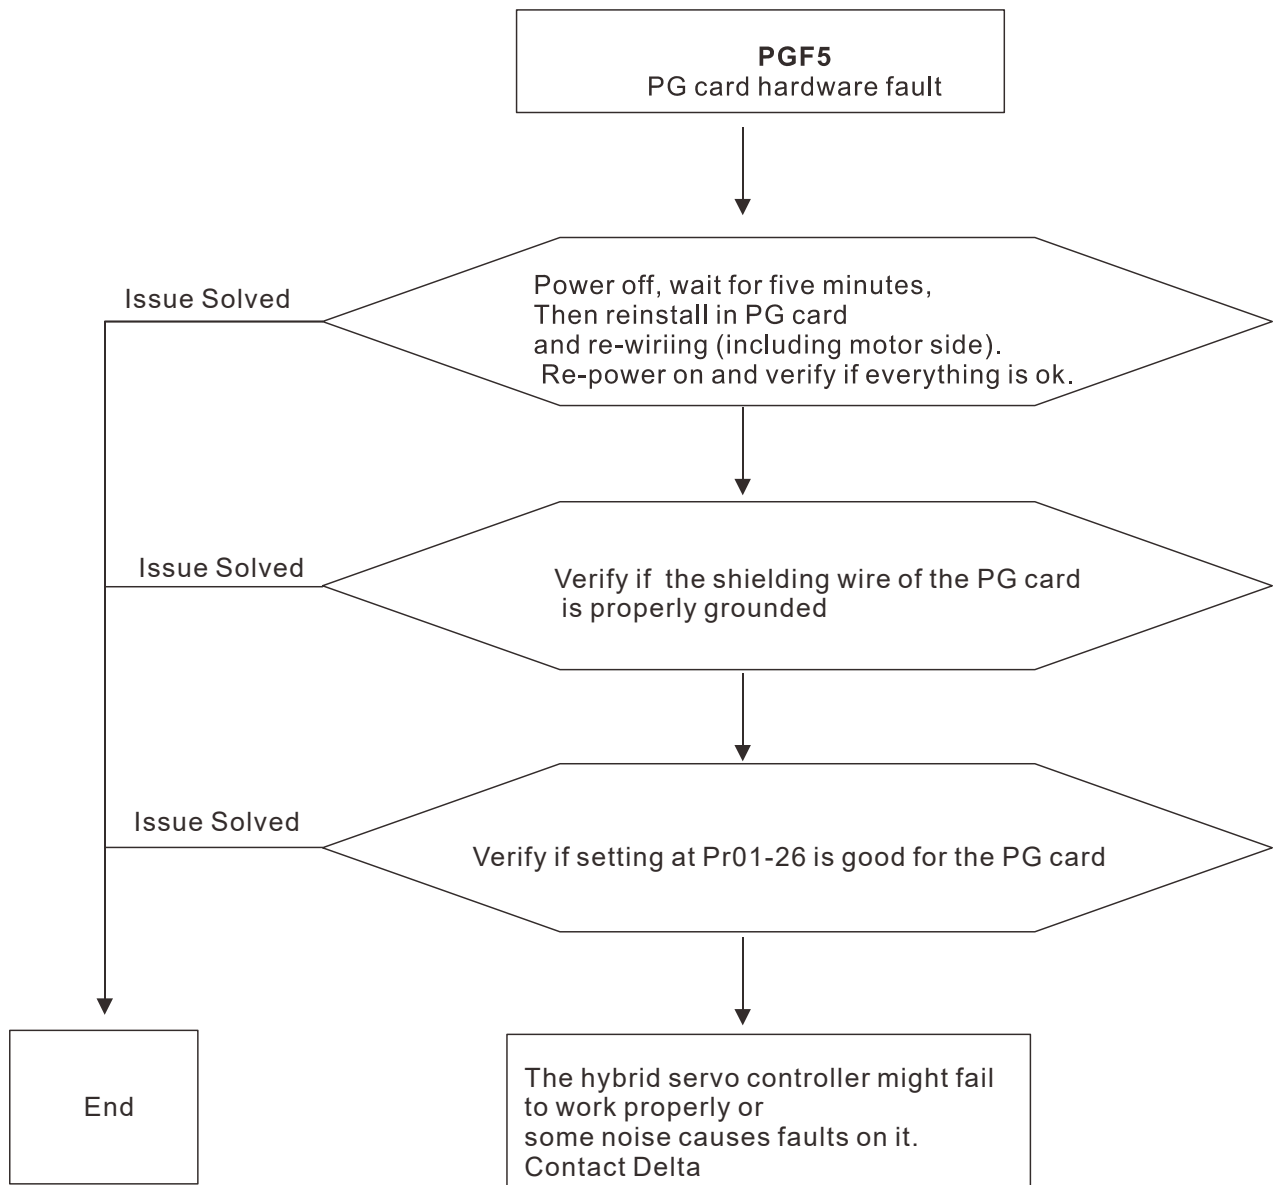 PGF5
PG card hardware fault
Issue Solved
Power off, wait for five minutes,
Then reinstall in PG card
and re-wiriing (including motor side).
Re-power on and verify if everything is ok.
Issue Solved
Verify if the shielding wire of the PG card
is properly grounded
Issue Solved
Verify if setting at Pr01-26 is good for the PG card
End
The hybrid servo controller might fail
to work properly or
some noise causes faults on it.
Contact Delta